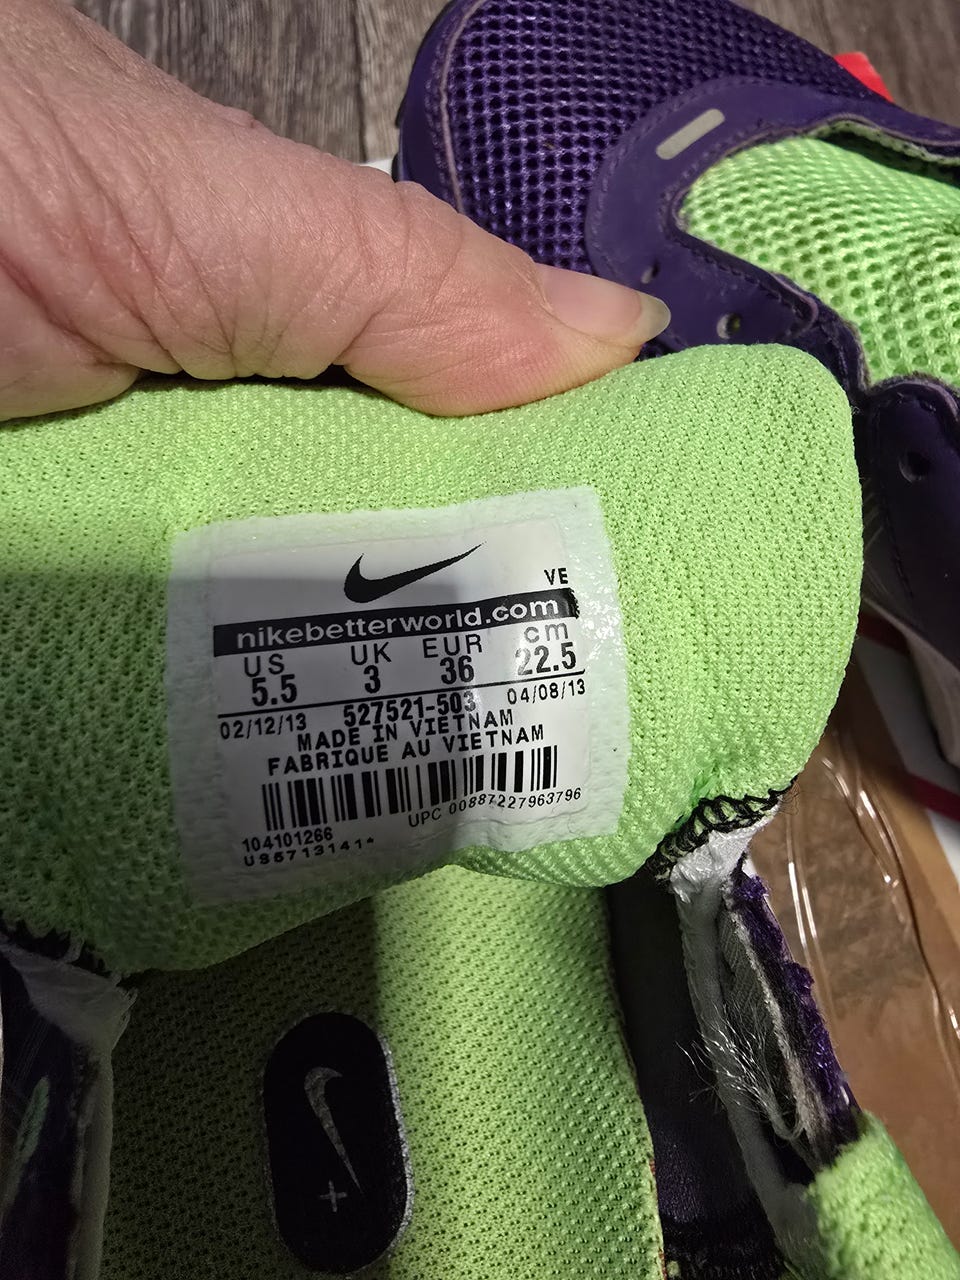 VE
nikebetterworld.com
US UK EUR cm
5.5 3 36 22.5
02/12/13 527521-503 04/08/13
MADE IN VIETNAM
FABRIQUE AU VIETNAM
104101266 UPC 00887227963796
US5713141*
+